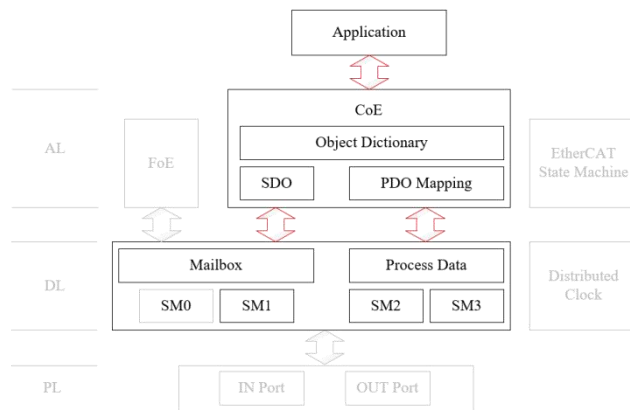 Application
AL
FoE
CoE
Object Dictionary
SDO
PDO Mapping
EtherCAT
State Machine
DL
Mailbox
Process Data
SM0
SM1
SM2
SM3
Distributed
Clock
PL
IN Port
OUT Port